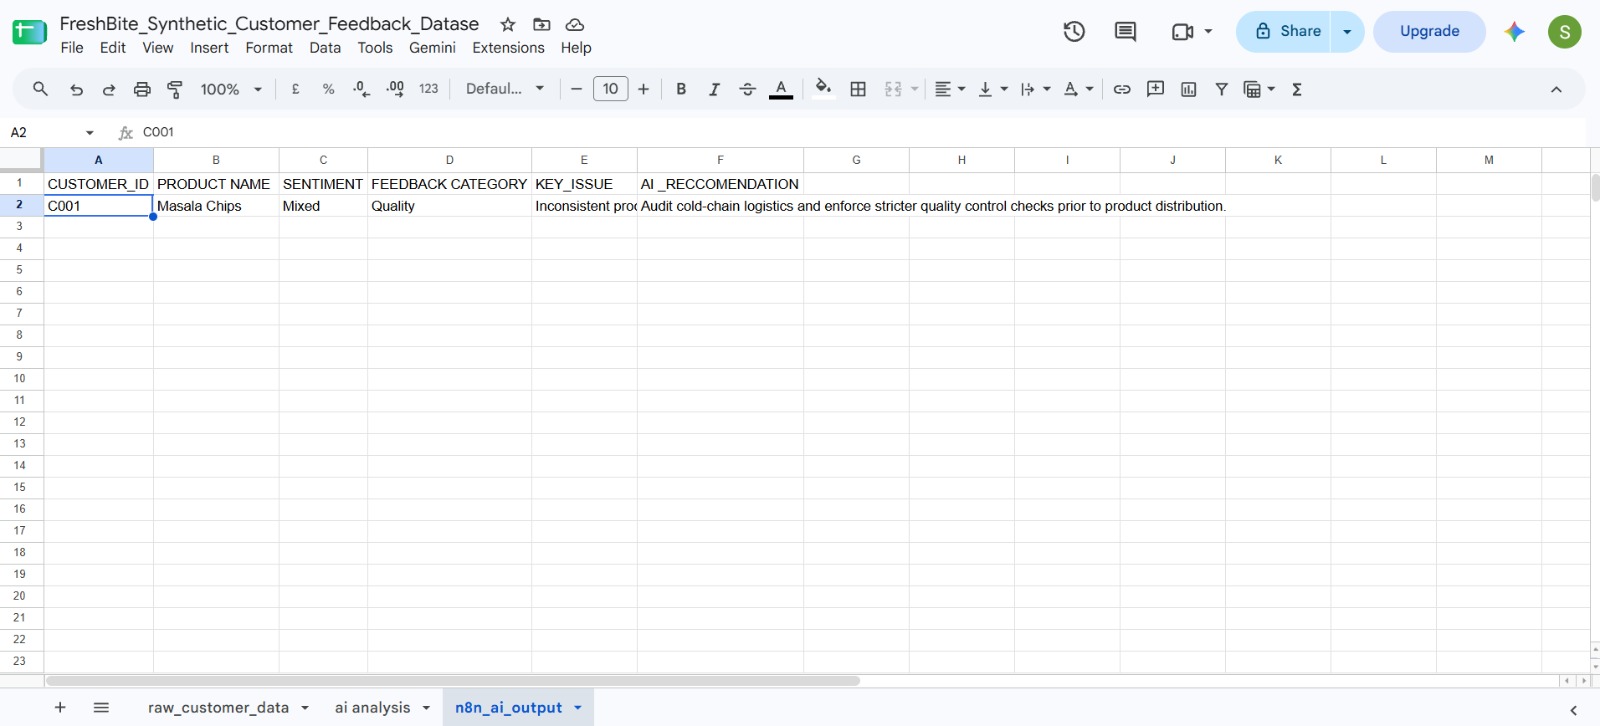 FreshBite_Synthetic_Customer_Feedback_Datase
File Edit View Insert Format Data Tools Gemini Extensions Help
Share
Upgrade
S
100% £ % .0 .00 123 Defaul... 10 B I A A Σ
A2 fx C001
A B C D E F G H I J K L M
1 CUSTOMER_ID PRODUCT NAME SENTIMENT FEEDBACK CATEGORY KEY_ISSUE AI _RECCOMENDATION
2 C001 Masala Chips Mixed Quality Inconsistent proc Audit cold-chain logistics and enforce stricter quality control checks prior to product distribution.
3
4
5
6
7
8
9
10
11
12
13
14
15
16
17
18
19
20
21
22
23
raw_customer_data ai analysis n8n_ai_output